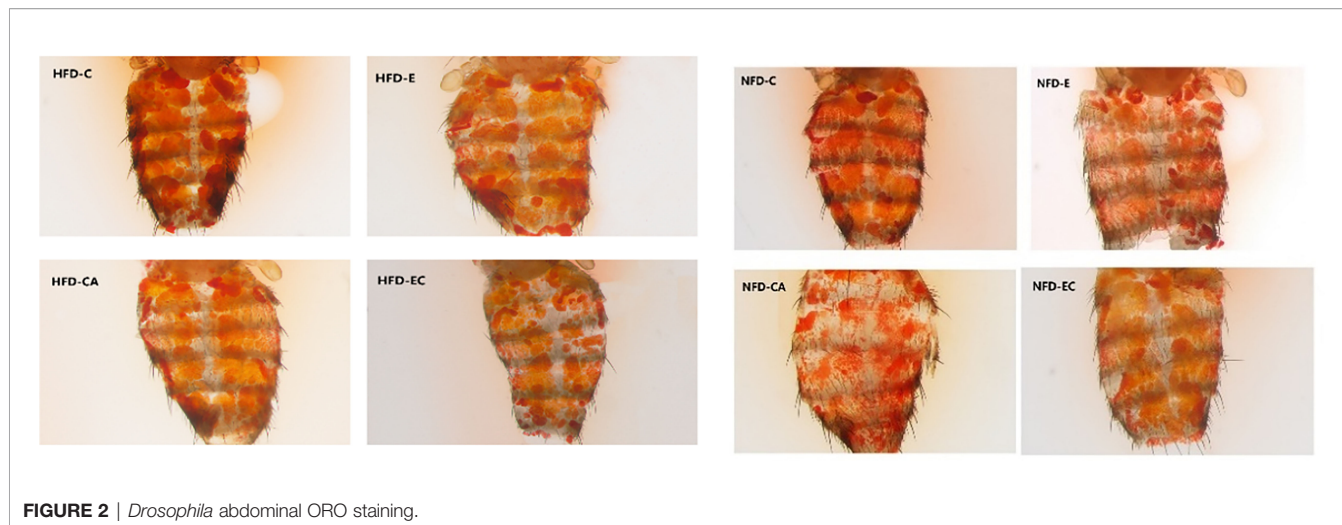 HFD-C
HFD-E
NFD-C
NFD-E
HFD-CA
HFD-EC
NFD-CA
NFD-EC
FIGURE 2 | Drosophila abdominal ORO staining.